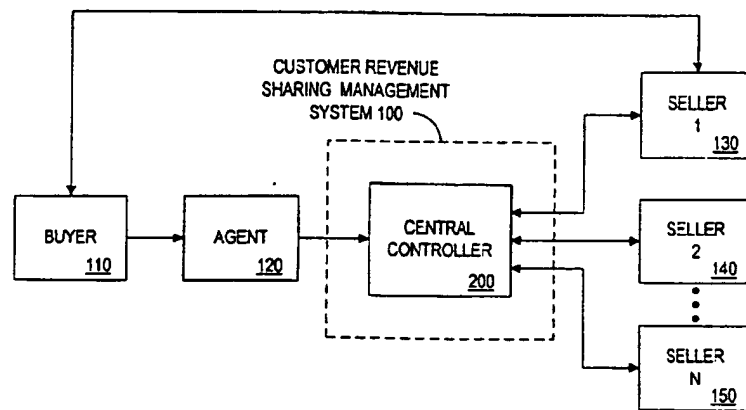 CUSTOMER REVENUE
SHARING MANAGEMENT
SYSTEM 100
SELLER
1
130
BUYER
110
AGENT
120
CENTRAL
CONTROLLER
200
SELLER
2
140
SELLER
N
150